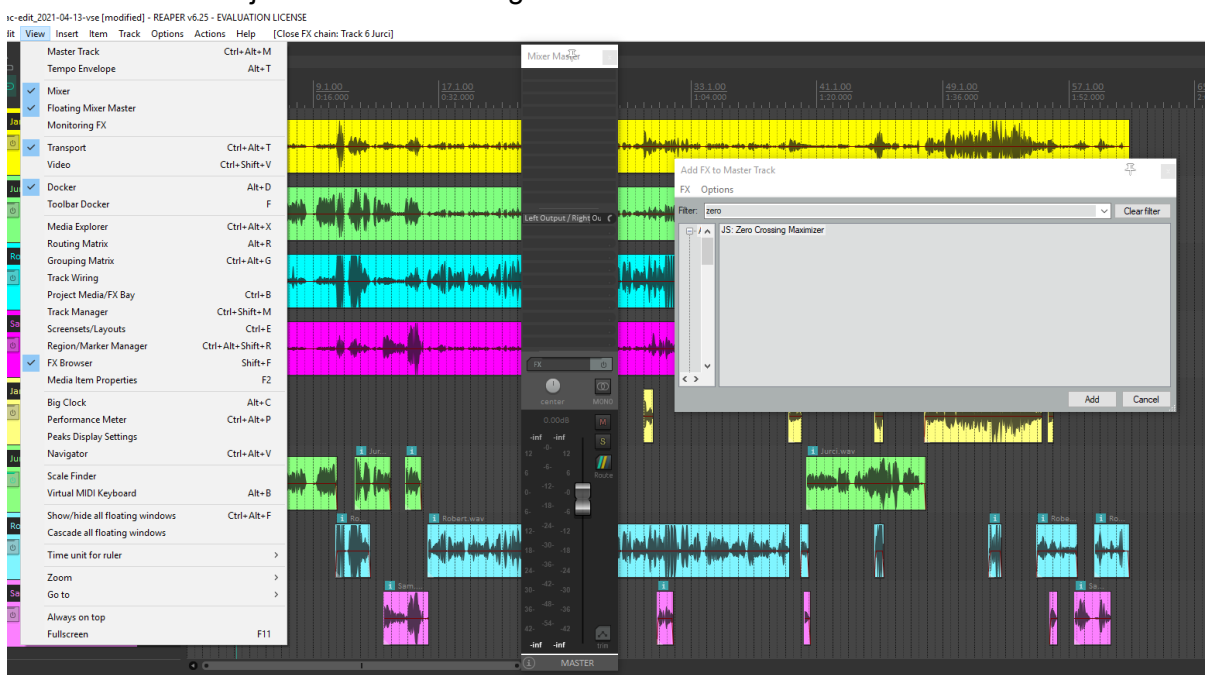 ac-edit_2021-04-13-vse [modified] - REAPER v6.25 - EVALUATION LICENSE
dit View Insert Item Track Options Actions Help [Close FX chain: Track 6 Jurci]
Master Track Ctrl+Alt+M
Tempo Envelope Alt+T
Mixer
Floating Mixer Master
Monitoring FX
Transport Ctrl+Alt+T
Video Ctrl+Shift+V
Docker Alt+D
Toolbar Docker F
Media Explorer Ctrl+Alt+X
Routing Matrix Alt+R
Grouping Matrix Ctrl+Alt+G
Track Wiring
Project Media/FX Bay Ctrl+B
Track Manager Ctrl+Shift+M
Screensets/Layouts Ctrl+E
Region/Marker Manager Ctrl+Alt+Shift+R
FX Browser Shift+F
Media Item Properties F2
Big Clock Alt+C
Performance Meter Ctrl+Alt+P
Peaks Display Settings
Navigator Ctrl+Alt+V
Scale Finder
Virtual MIDI Keyboard Alt+B
Show/hide all floating windows Ctrl+Alt+F
Cascade all floating windows
Time unit for ruler
Zoom
Go to
Always on top
Fullscreen F11
9.1.00 17.1.00 33.1.00 41.1.00 49.1.00 57.1.00
0:16.000 0:32.000 1:04.000 1:20.000 1:36.000 1:52.000
Mixer Master
Left Output / Right Ou
FX
center MONO
0.00dB M
-inf -inf S
Route
-inf -inf trim
MASTER
Add FX to Master Track
FX Options
Filter: zero Clear filter
JS: Zero Crossing Maximizer
Add Cancel
Jur...
Jurci.wav
Ro...
Robert.wav
Robe...
Ro...
Sam...
Sa...